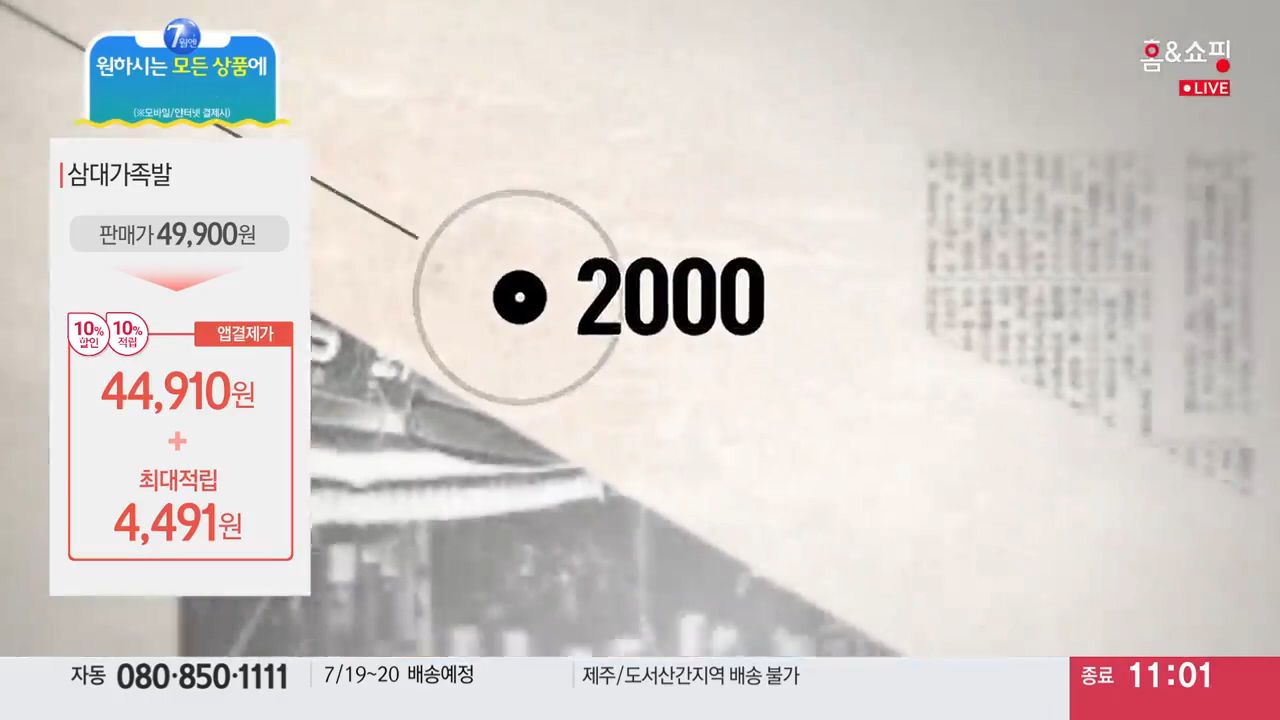 7월엔
원하시는 모든 상품에
(※모바일/인터넷 결제시)
홈&쇼핑
LIVE
삼대가족발
판매가 49,900원
10% 할인
10% 적립
앱결제가
44,910원
+
최대적립
4,491원
2000
자동 080·850·1111
7/19~20 배송예정
제주/도서산간지역 배송 불가
종료 11:01